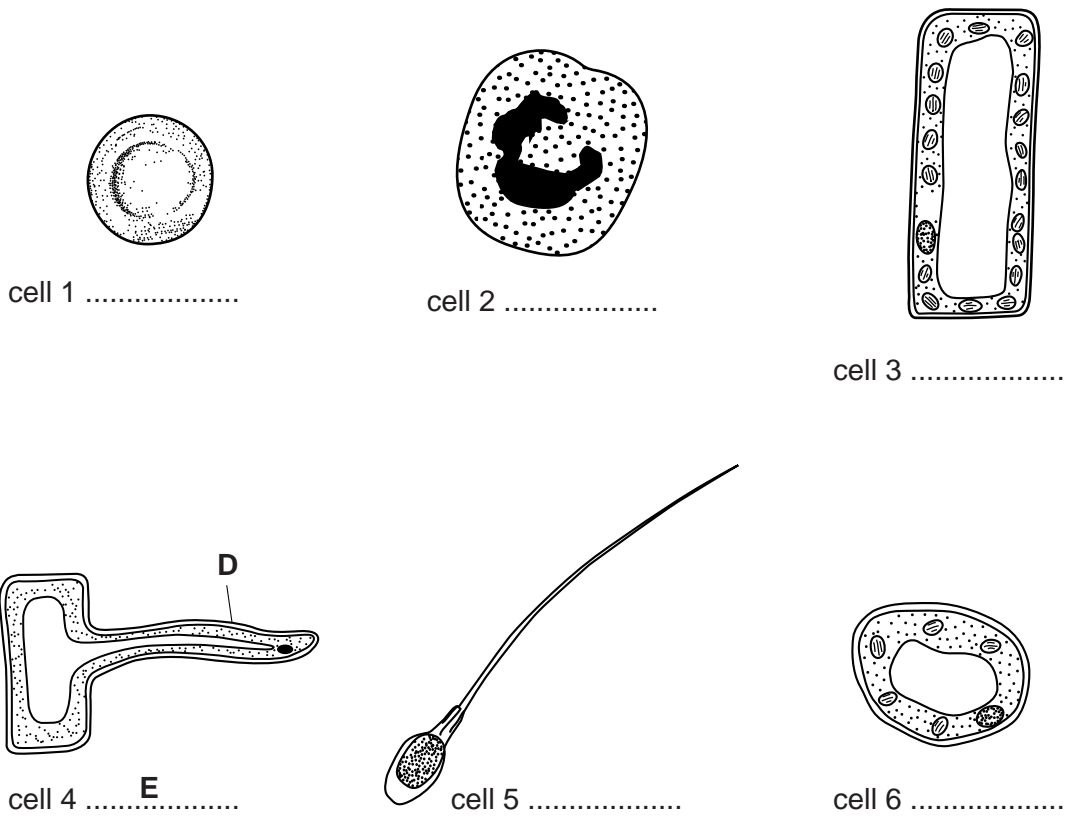 cell 1 ...................
cell 2 ...................
cell 3 ...................
D
cell 4 .......E...........
cell 5 ...................
cell 6 ...................